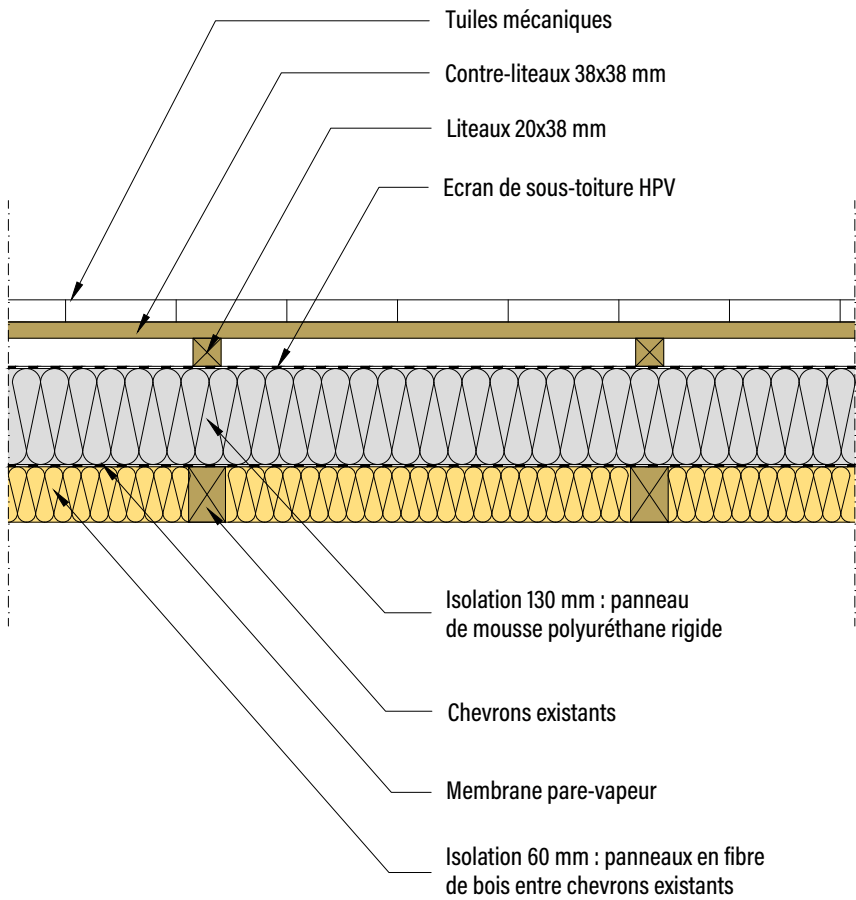 Tuiles mécaniques
Contre-liteaux 38x38 mm
Liteaux 20x38 mm
Ecran de sous-toiture HPV
Isolation 130 mm : panneau
de mousse polyuréthane rigide
Chevrons existants
Membrane pare-vapeur
Isolation 60 mm : panneaux en fibre
de bois entre chevrons existants